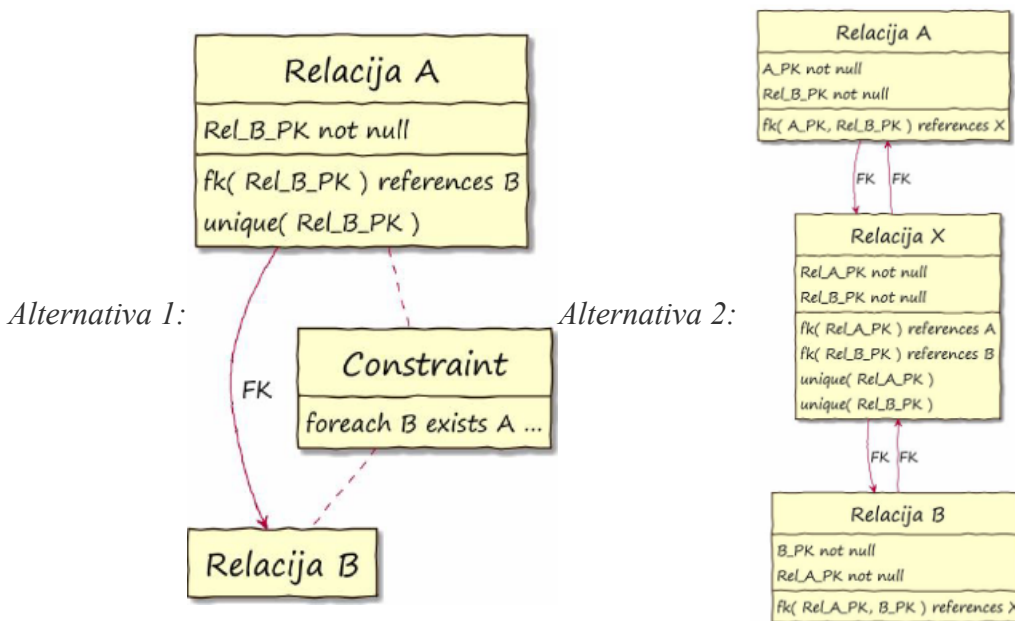 Alternativa 1:
Relacija A
Rel_B_PK not null
fk( Rel_B_PK ) references B
unique( Rel_B_PK )
FK
Constraint
foreach B exists A ...
Relacija B
Alternativa 2:
Relacija A
A_PK not null
Rel_B_PK not null
fk( A_PK, Rel_B_PK ) references X
FK FK
Relacija X
Rel_A_PK not null
Rel_B_PK not null
fk( Rel_A_PK ) references A
fk( Rel_B_PK ) references B
unique( Rel_A_PK )
unique( Rel_B_PK )
FK FK
Relacija B
B_PK not null
Rel_A_PK not null
fk( Rel_A_PK, B_PK ) references X